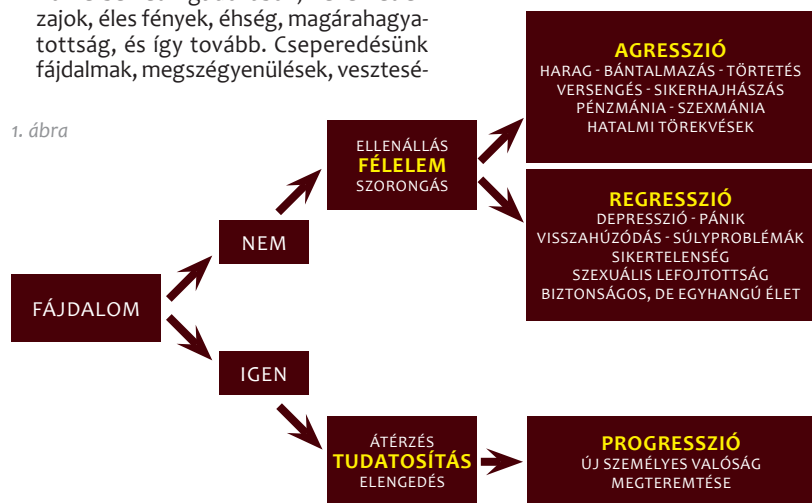 zajok, éles fények, éhség, magárahagya-
tottság, és így tovább. Cseperedésünk
fájdalmak, megszégyenülések, vesztesé-
1. ábra
FÁJDALOM
NEM
IGEN
ELLENÁLLÁS
FÉLELEM
SZORONGÁS
ÁTÉRZÉS
TUDATOSÍTÁS
ELENGEDÉS
AGRESSZIÓ
HARAG - BÁNTALMAZÁS - TÖRTETÉS
VERSENGÉS - SIKERHAJHÁSZÁS
PÉNZMÁNIA - SZEXMÁNIA
HATALMI TÖREKVÉSEK
REGRESSZIÓ
DEPRESSZIÓ - PÁNIK
VISSZAHÚZÓDÁS - SÚLYPROBLÉMÁK
SIKERTELENSÉG
SZEXUÁLIS LEFOJTOTTSÁG
BIZTONSÁGOS, DE EGYHANGÚ ÉLET
PROGRESSZIÓ
ÚJ SZEMÉLYES VALÓSÁG
MEGTEREMTÉSE